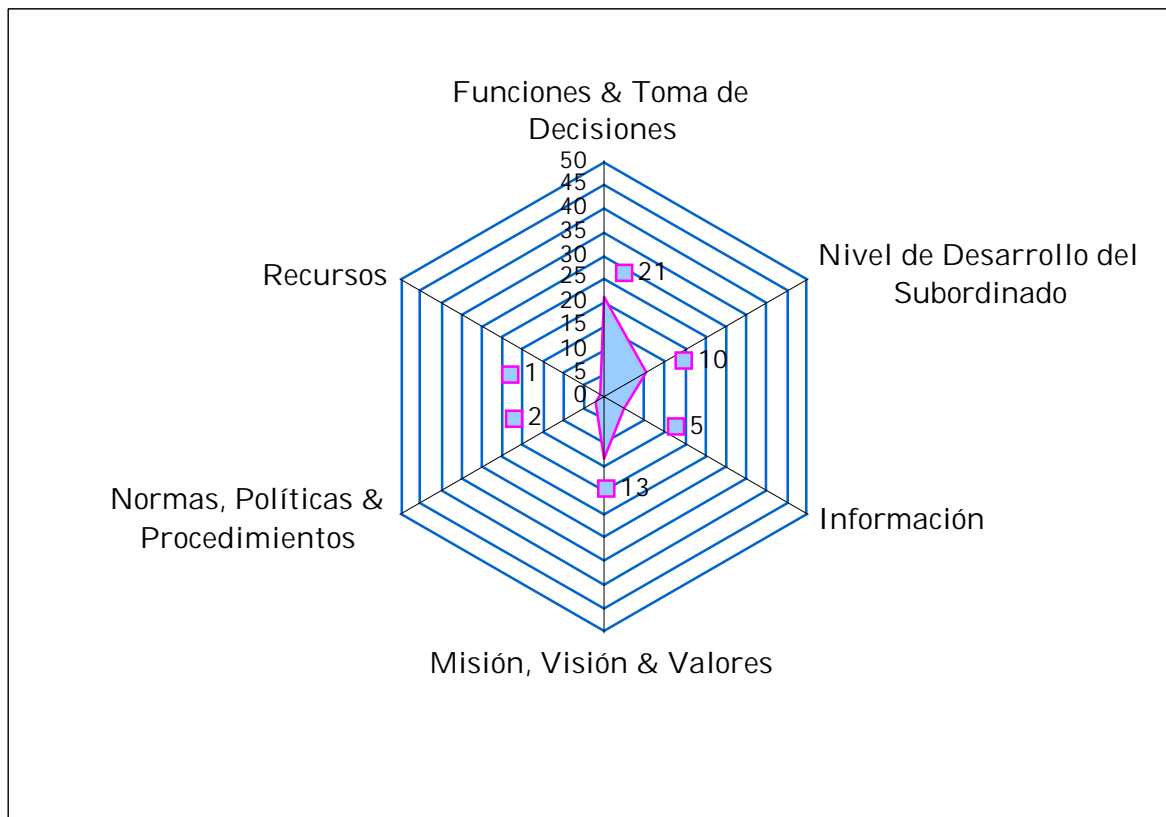 Funciones & Toma de
Decisiones
50
45
40
35
30
25
20
15
10
5
0
21
Nivel de Desarrollo del
Subordinado
Recursos
10
1
2
5
13
Normas, Políticas &
Procedimientos
Información
Misión, Visión & Valores